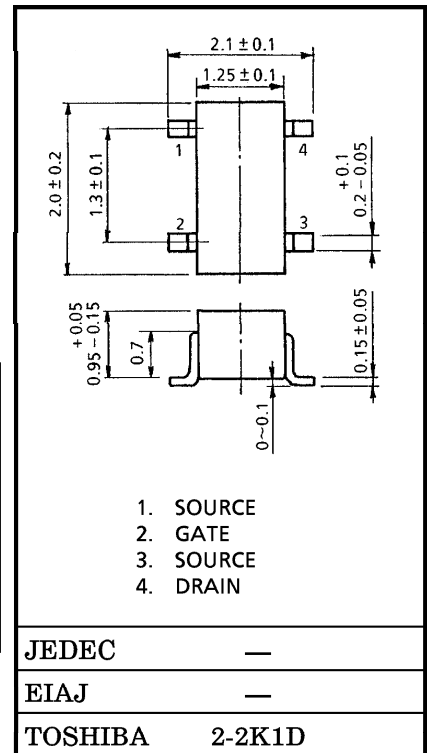 2.1 ± 0.1
1.25 ± 0.1
1
4
2.0 ± 0.2
1.3 ± 0.1
+ 0.1
0.2 – 0.05
2
3
+ 0.05
0.95 – 0.15
0.7
0.15 ± 0.05
0~0.1
1. SOURCE
2. GATE
3. SOURCE
4. DRAIN
JEDEC —
EIAJ —
TOSHIBA 2-2K1D